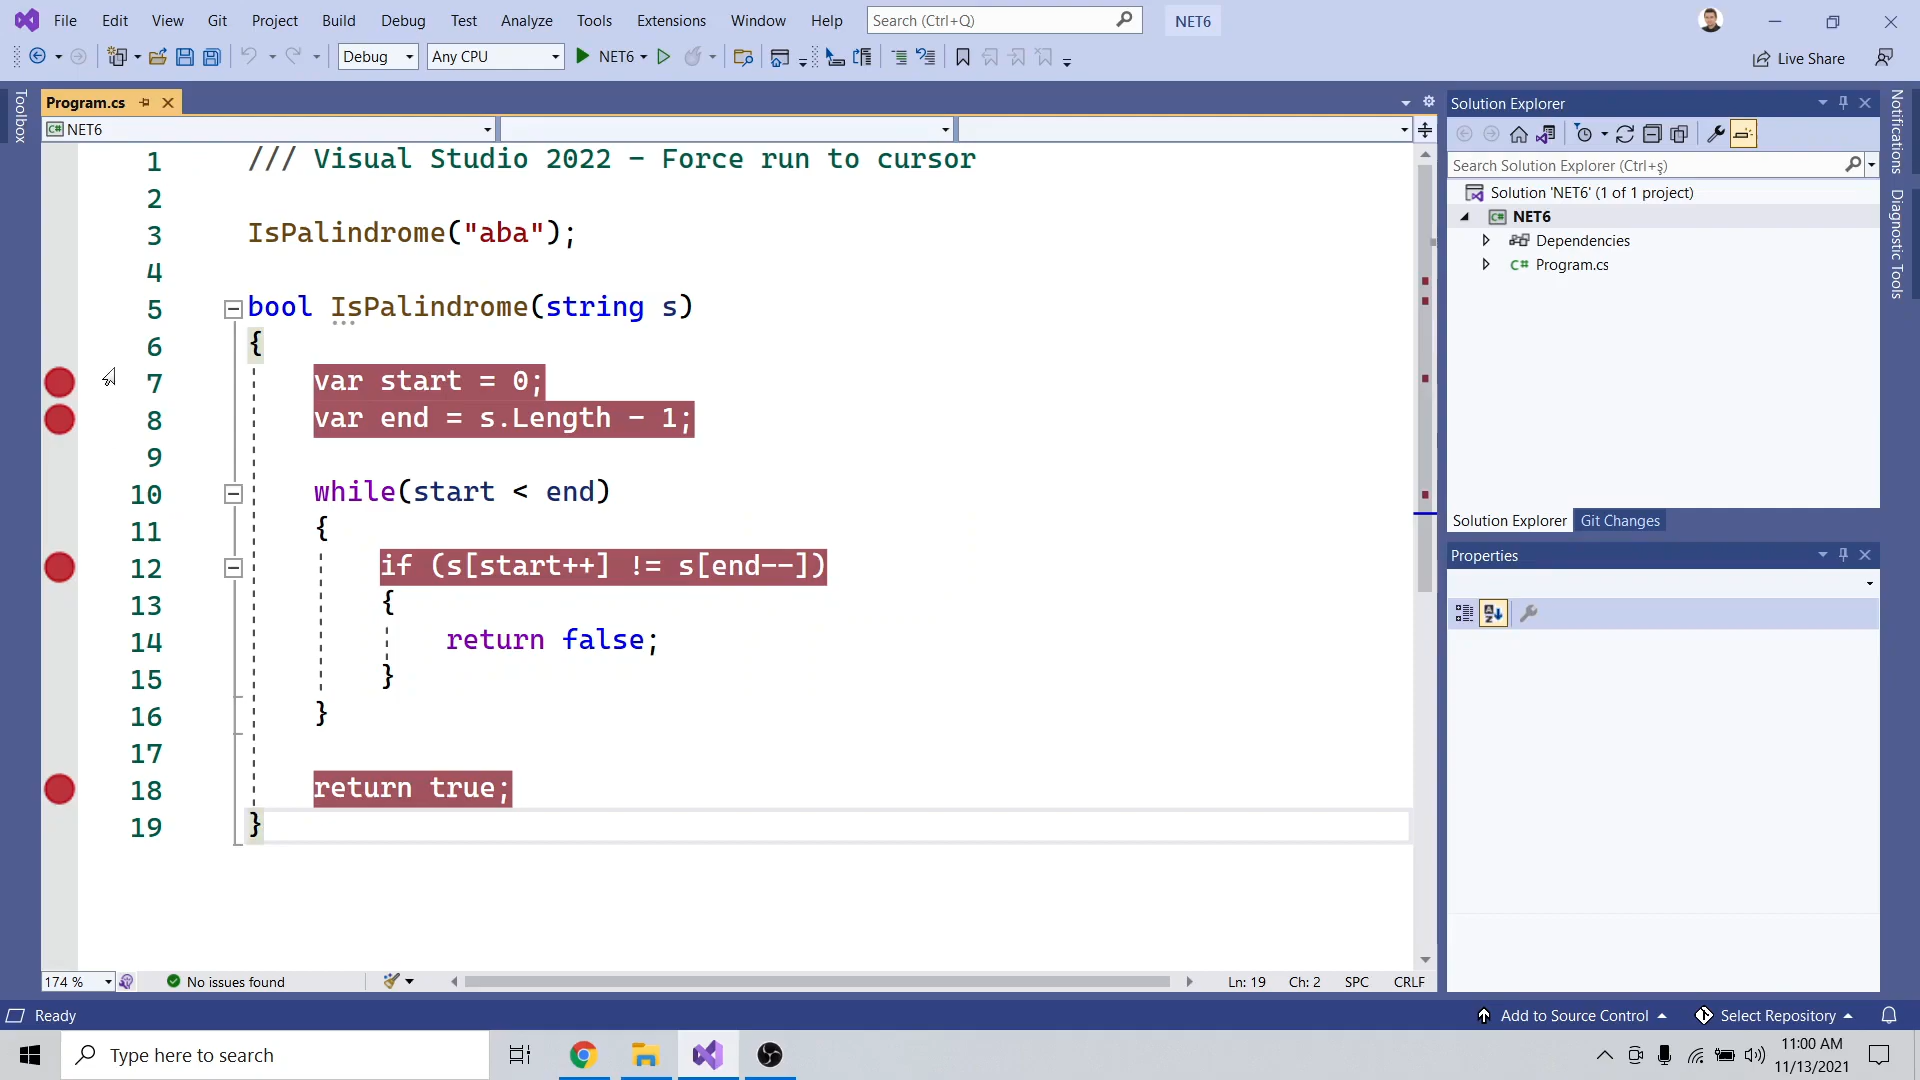 File Edit View Git Project Build Debug Test Analyze Tools Extensions Window Help Search (Ctrl+Q) NET6
Debug Any CPU NET6 Live Share
Toolbox
Program.cs
C# NET6
1 /// Visual Studio 2022 - Force run to cursor
2
3 IsPalindrome("aba");
4
5 bool IsPalindrome(string s)
6 {
7 var start = 0;
8 var end = s.Length - 1;
9
10 while(start < end)
11 {
12 if (s[start++] != s[end--])
13 {
14 return false;
15 }
16 }
17
18 return true;
19 }
174 % No issues found Ln: 19 Ch: 2 SPC CRLF
Solution Explorer
Search Solution Explorer (Ctrl+ş)
Solution 'NET6' (1 of 1 project)
C# NET6
Dependencies
C# Program.cs
Solution Explorer Git Changes
Properties
Notifications
Diagnostic Tools
Ready Add to Source Control Select Repository
Type here to search
11:00 AM
11/13/2021